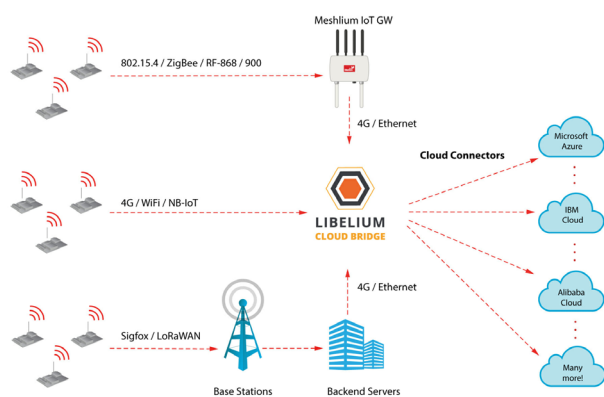 Meshlium IoT GW
802.15.4 / ZigBee / RF-868 / 900
4G / Ethernet
Cloud Connectors
Microsoft
Azure
4G / WiFi / NB-IoT
LIBELIUM
CLOUD BRIDGE
IBM
Cloud
4G / Ethernet
Alibaba
Cloud
Sigfox / LoRaWAN
Many
more!
Base Stations
Backend Servers